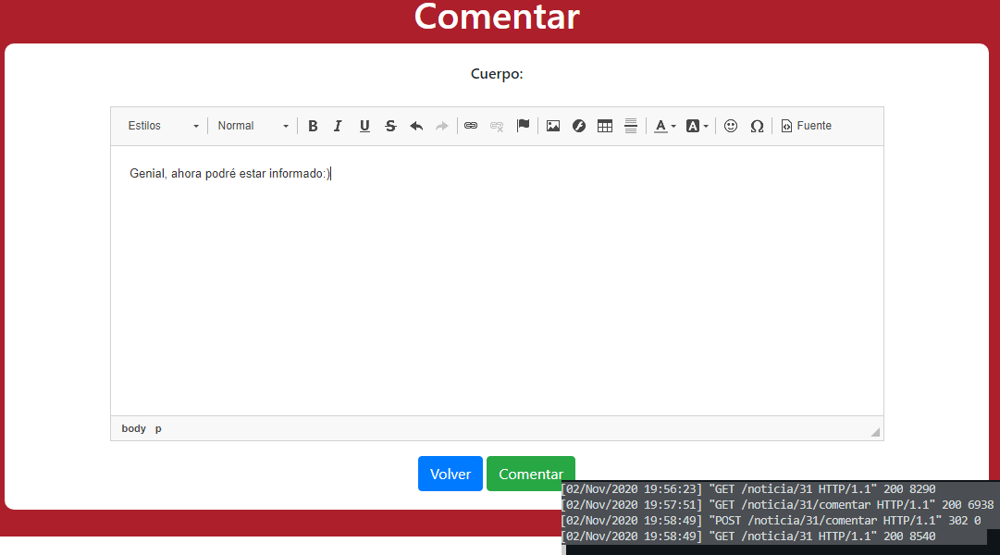 Comentar
Cuerpo:
Estilos Normal B I U S A A Ω Fuente
Genial, ahora podré estar informado:)
body p
Volver Comentar
[02/Nov/2020 19:56:23] "GET /noticia/31 HTTP/1.1" 200 8290
[02/Nov/2020 19:57:51] "GET /noticia/31/comentar HTTP/1.1" 200 6938
[02/Nov/2020 19:58:49] "POST /noticia/31/comentar HTTP/1.1" 302 0
[02/Nov/2020 19:58:49] "GET /noticia/31 HTTP/1.1" 200 8540